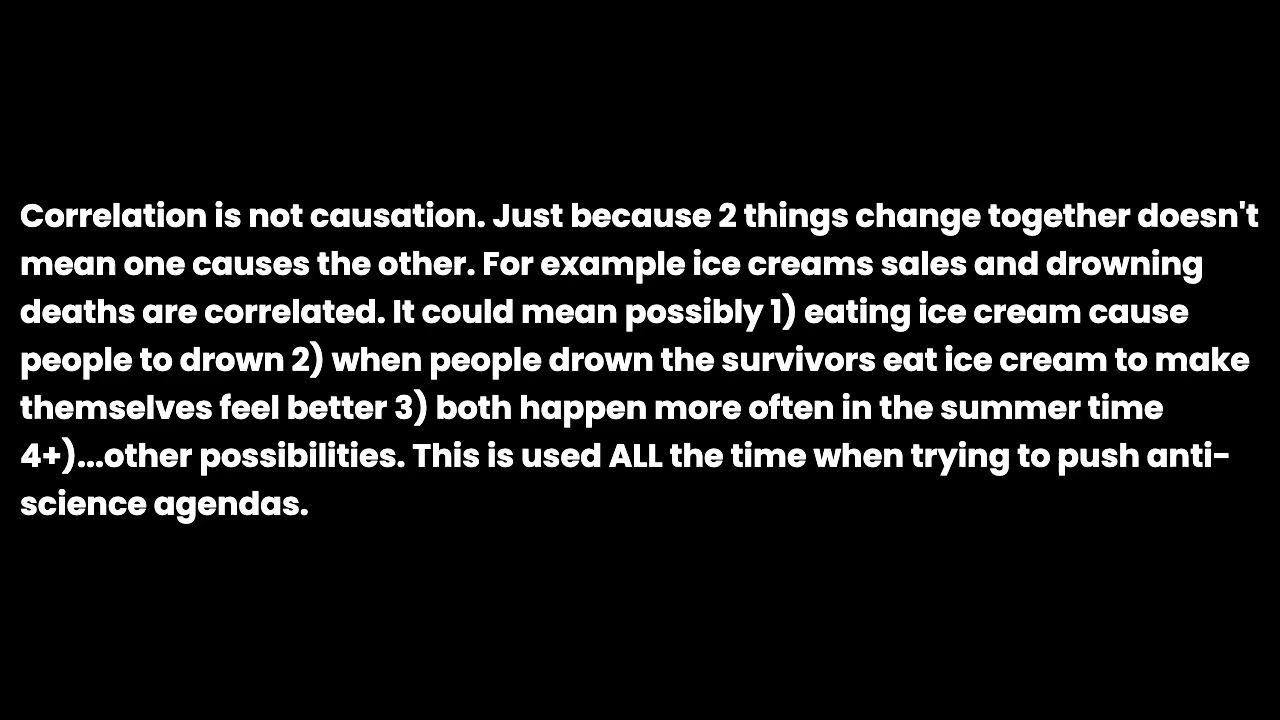 Correlation is not causation. Just because 2 things change together doesn't
mean one causes the other. For example ice creams sales and drowning
deaths are correlated. It could mean possibly 1) eating ice cream cause
people to drown 2) when people drown the survivors eat ice cream to make
themselves feel better 3) both happen more often in the summer time
4+)...other possibilities. This is used ALL the time when trying to push anti-
science agendas.